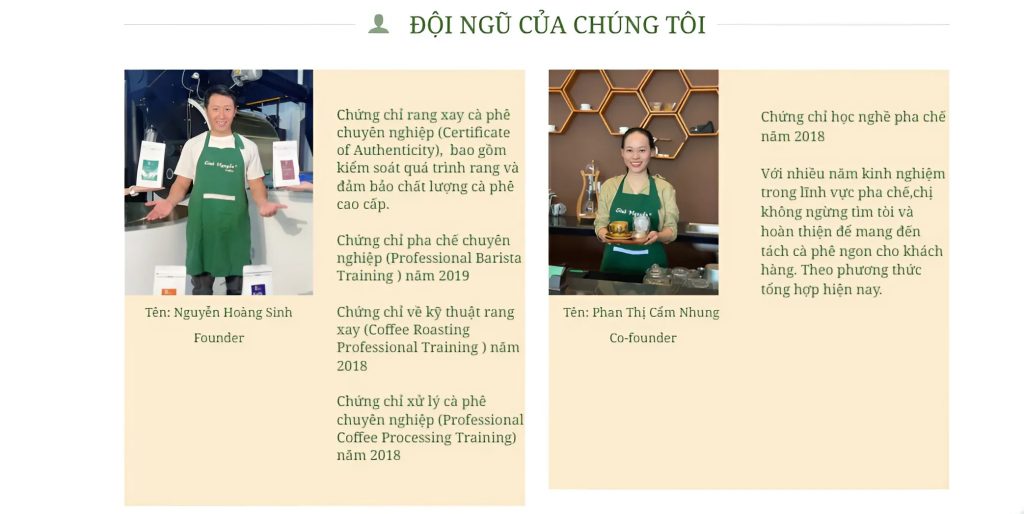 ĐỘI NGŨ CỦA CHÚNG TÔI
Tên: Nguyễn Hoàng Sinh
Founder
Chứng chỉ rang xay cà phê
chuyên nghiệp (Certificate
of Authenticity),  bao gồm
kiểm soát quá trình rang và
đảm bảo chất lượng cà phê
cao cấp.
Chứng chỉ pha chế chuyên
nghiệp (Professional Barista
Training ) năm 2019
Chứng chỉ về kỹ thuật rang
xay (Coffee Roasting
Professional Training ) năm
2018
Chứng chỉ xử lý cà phê
chuyên nghiệp (Professional
Coffee Processing Training)
năm 2018
Tên: Phan Thị Cẩm Nhung
Co-founder
Chứng chỉ học nghề pha chế
năm 2018
Với nhiều năm kinh nghiệm
trong lĩnh vực pha chế,chị
không ngừng tìm tòi và
hoàn thiện để mang đến
tách cà phê ngon cho khách
hàng. Theo phương thức
tổng hợp hiện nay.